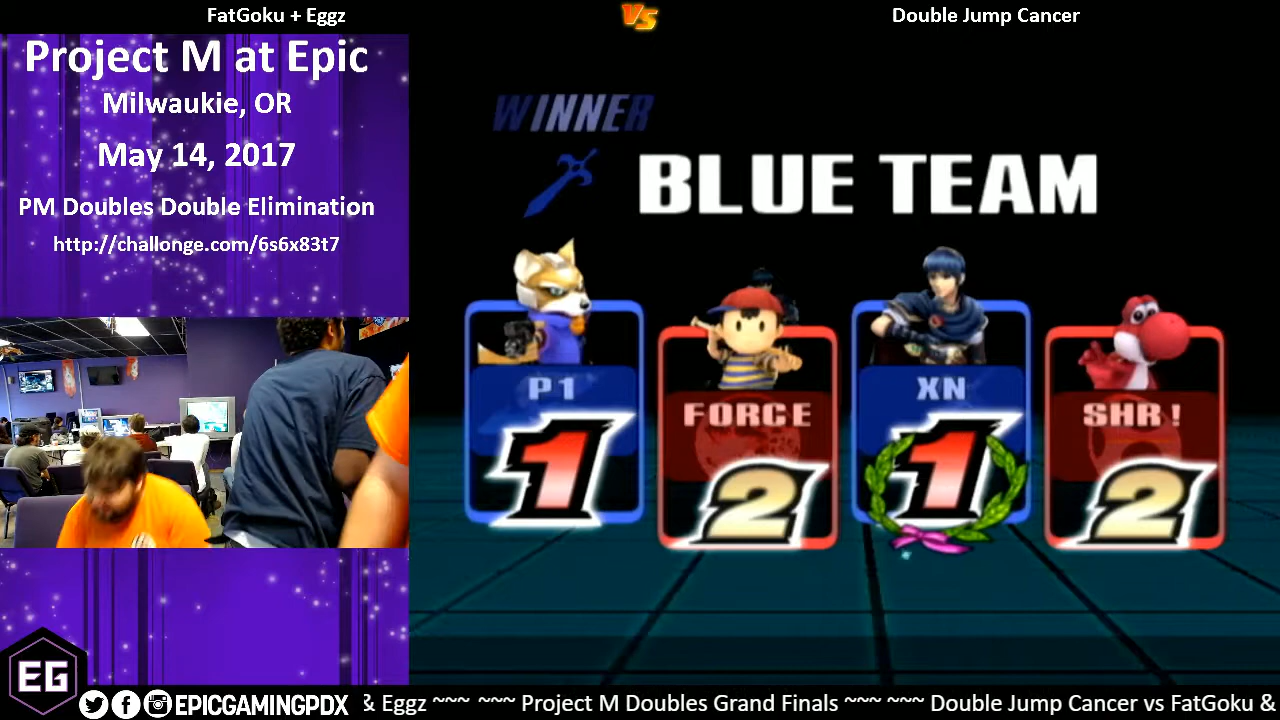 FatGoku + Eggz
VS
Double Jump Cancer
Project M at Epic
Milwaukie, OR
May 14, 2017
PM Doubles Double Elimination
http://challonge.com/6s6x83t7
WINNER
BLUE TEAM
P1
1
FORCE
2
XN
1
SHR!
2
EG
EPICGAMINGPDX
& Eggz ~~~ ~~~ Project M Doubles Grand Finals ~~~ ~~~ Double Jump Cancer vs FatGoku &